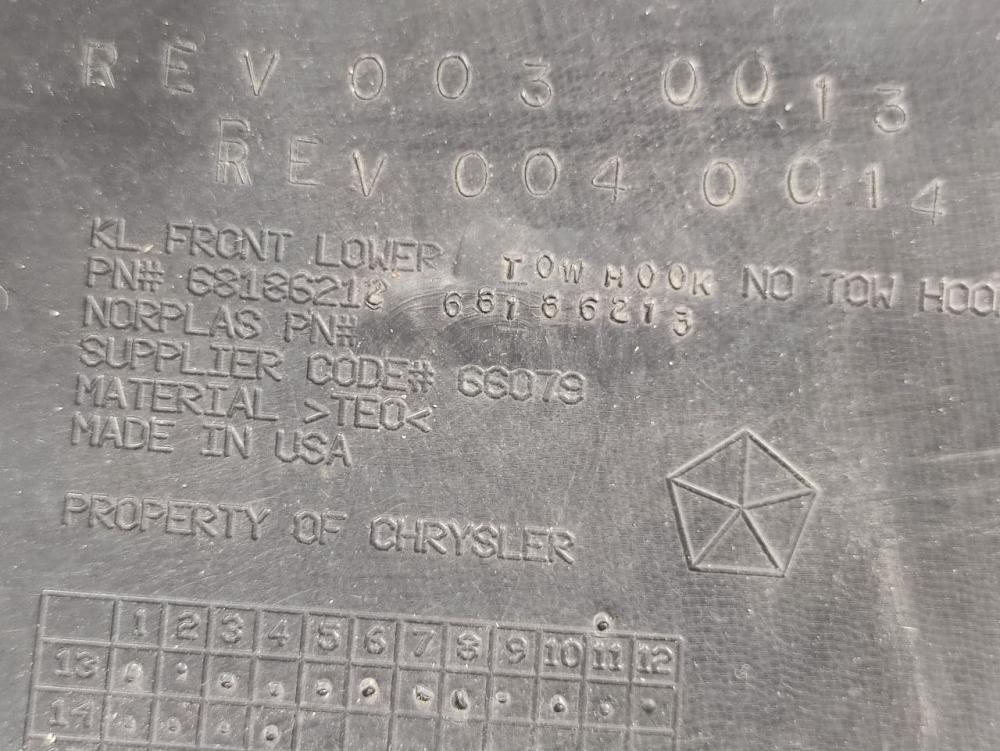 REV 003 0013
REV 004 0014
KL FRONT LOWER TOW HOOK NO TOW HOOK
PN# 68186212 68186213
NORPLAS PN#
SUPPLIER CODE# 66079
MATERIAL >TEO<
MADE IN USA
PROPERTY OF CHRYSLER
1 2 3 4 5 6 7 8 9 10 11 12
13
14